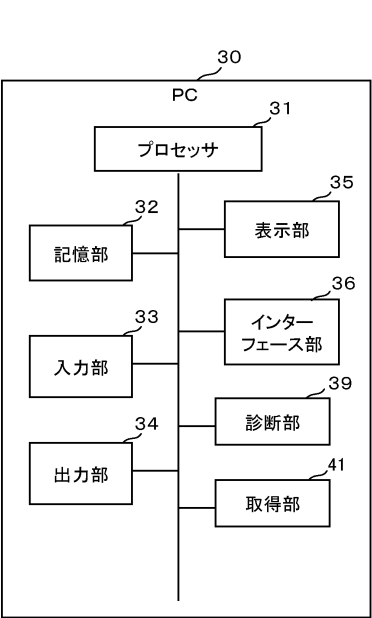 30
PC
31
プロセッサ
32
記憶部
35
表示部
36
インター
フェース部
33
入力部
39
診断部
34
出力部
41
取得部